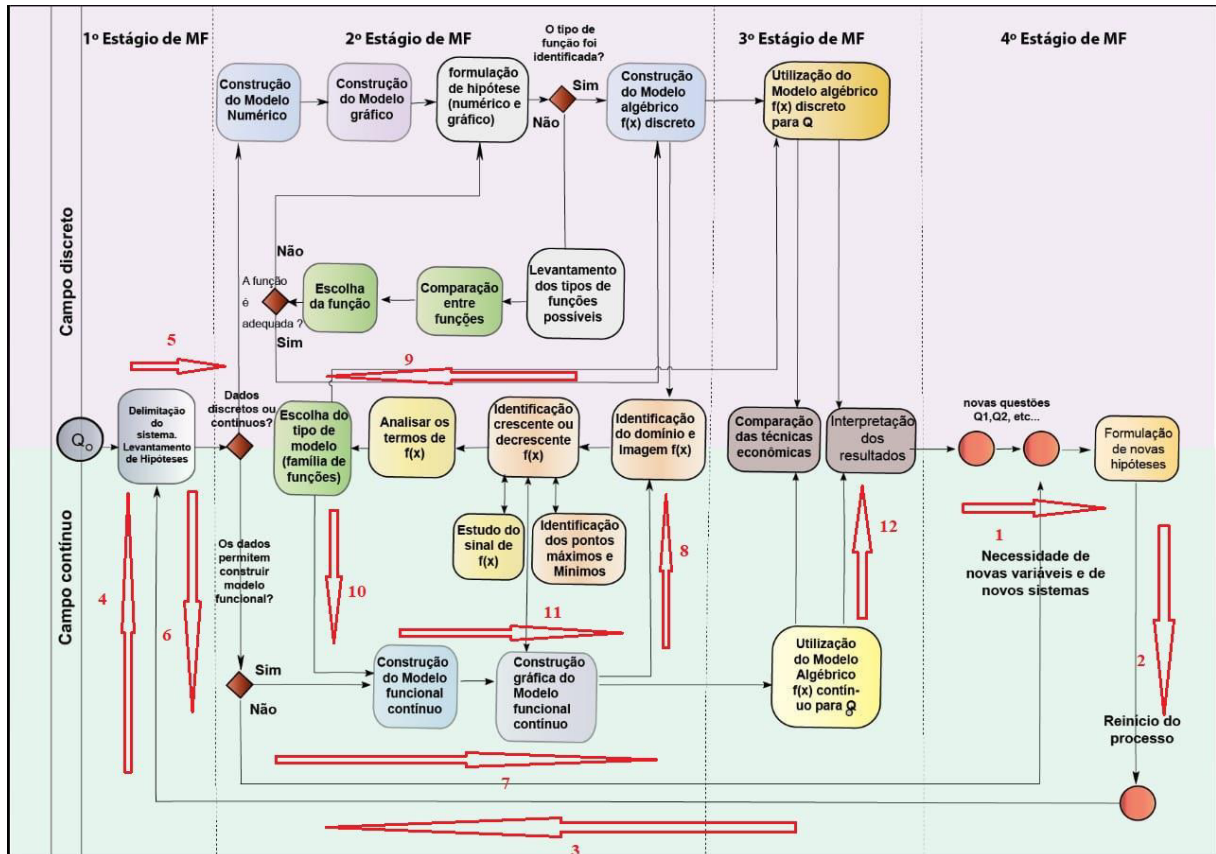 1º Estágio de MF
2º Estágio de MF
3º Estágio de MF
4º Estágio de MF
Campo discreto
Campo contínuo
Construção
do Modelo
Numérico
Construção
do Modelo
gráfico
formulação
de hipótese
(numérico e
gráfico)
O tipo de
função foi
identificada?
Sim
Não
Construção
do Modelo
algébrico
f(x) discreto
Utilização do
Modelo algébrico
f(x) discreto
para Q
Não
A função
é
adequada ?
Sim
Escolha
da função
Comparação
entre
funções
Levantamento
dos tipos de
funções
possíveis
5
9
Qo
Delimitação
do
sistema.
Levantamento
de Hipóteses
Dados
discretos ou
contínuos?
Escolha do
tipo de
modelo
(família de
funções)
Analisar os
termos de
f(x)
Identificação
crescente ou
decrescente
f(x)
Identificação
do domínio e
Imagem f(x)
Comparação
das técnicas
econômicas
Interpretação
dos
resultados
novas questões
Q1,Q2, etc...
Formulação
de novas
hipóteses
Estudo do
sinal de
f(x)
Identificação
dos pontos
máximos e
Mínimos
Os dados
permitem
construir
modelo
funcional?
4
6
10
11
8
12
1
2
Necessidade de
novas variáveis e de
novos sistemas
Sim
Não
Construção
do Modelo
funcional
contínuo
Construção
gráfica do
Modelo
funcional
contínuo
Utilização
do Modelo
Algébrico
f(x) contín-
uo para Qo
Reinício do
processo
7
3